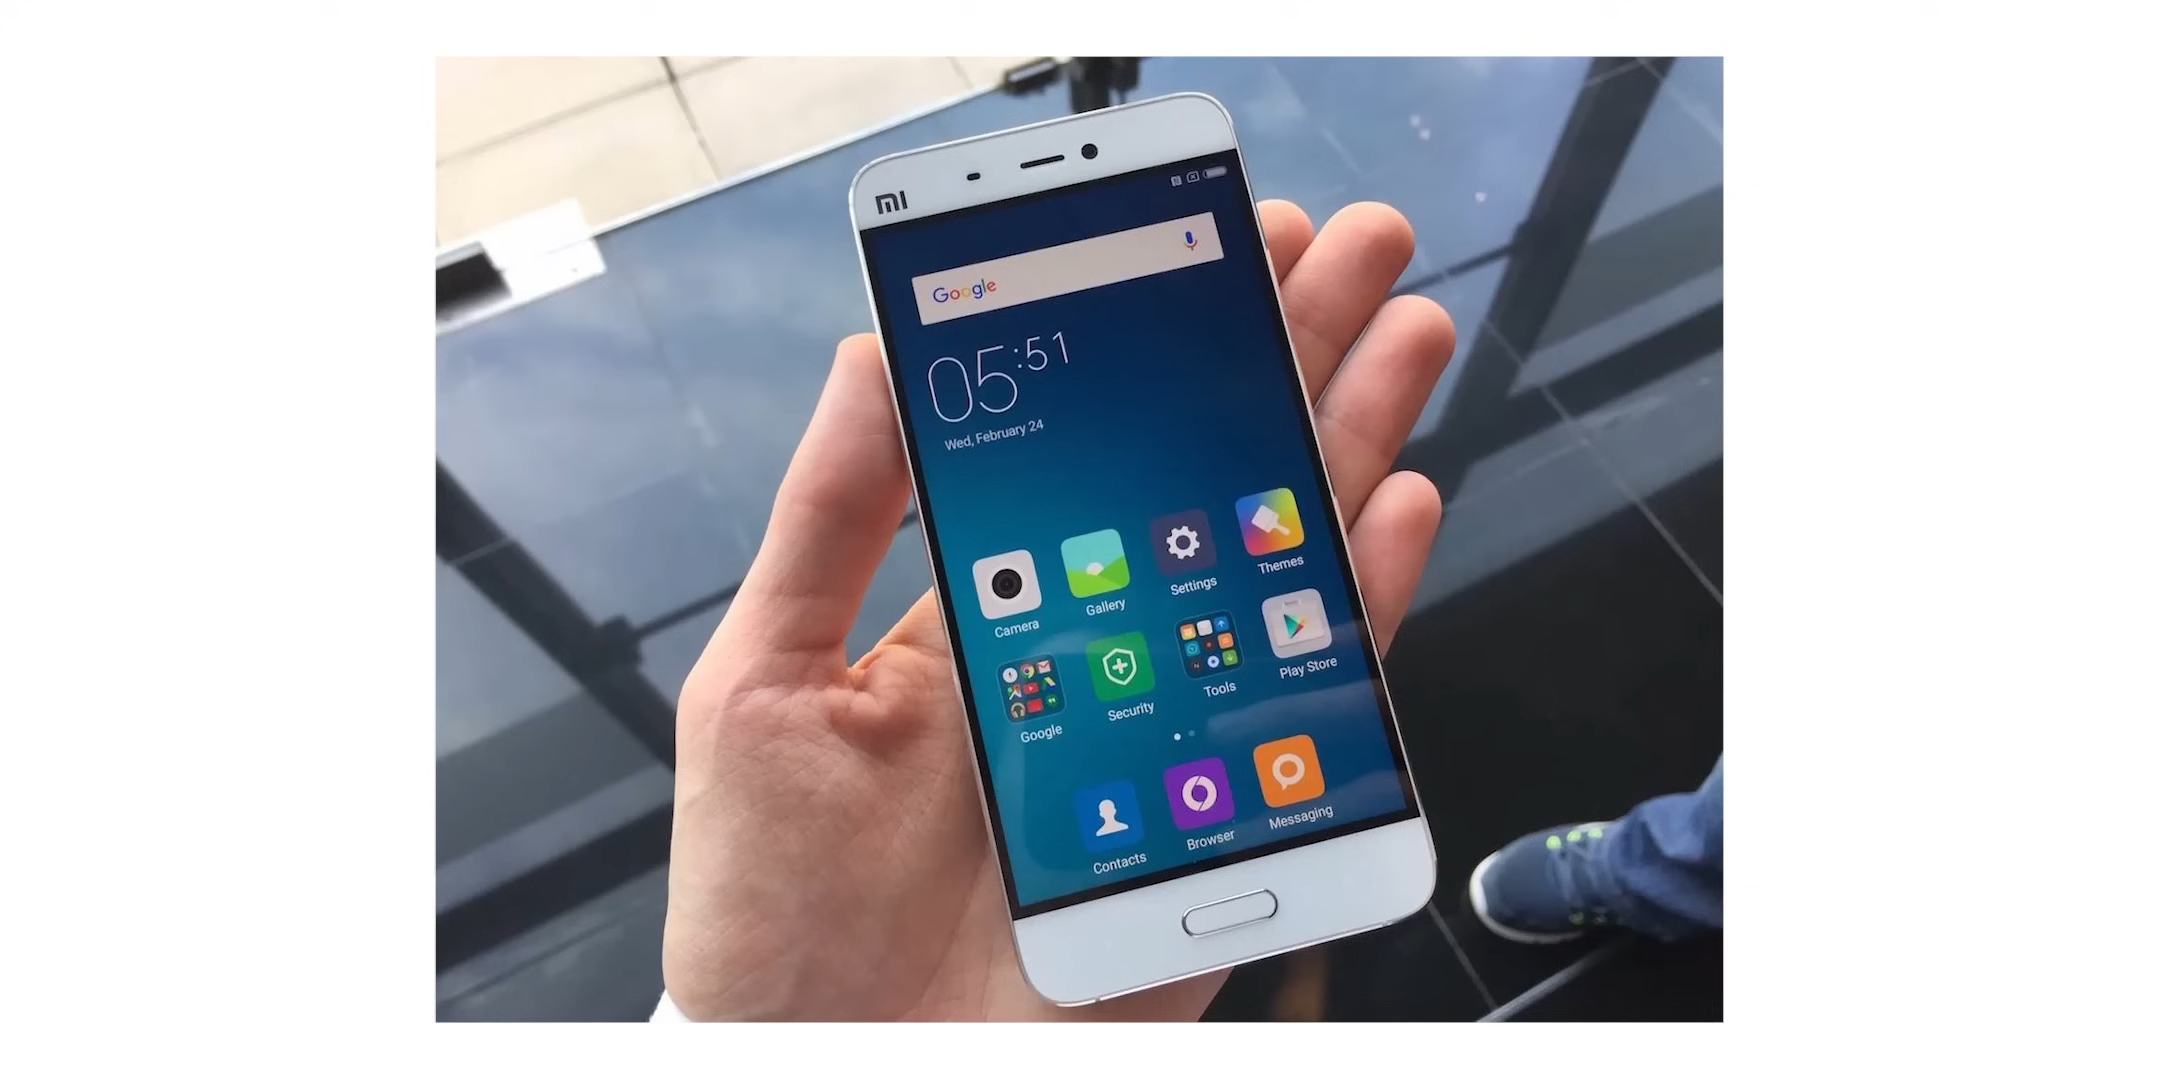 mi
Google
05:51
Wed, February 24
Camera
Gallery
Settings
Themes
Google
Security
Tools
Play Store
Contacts
Browser
Messaging